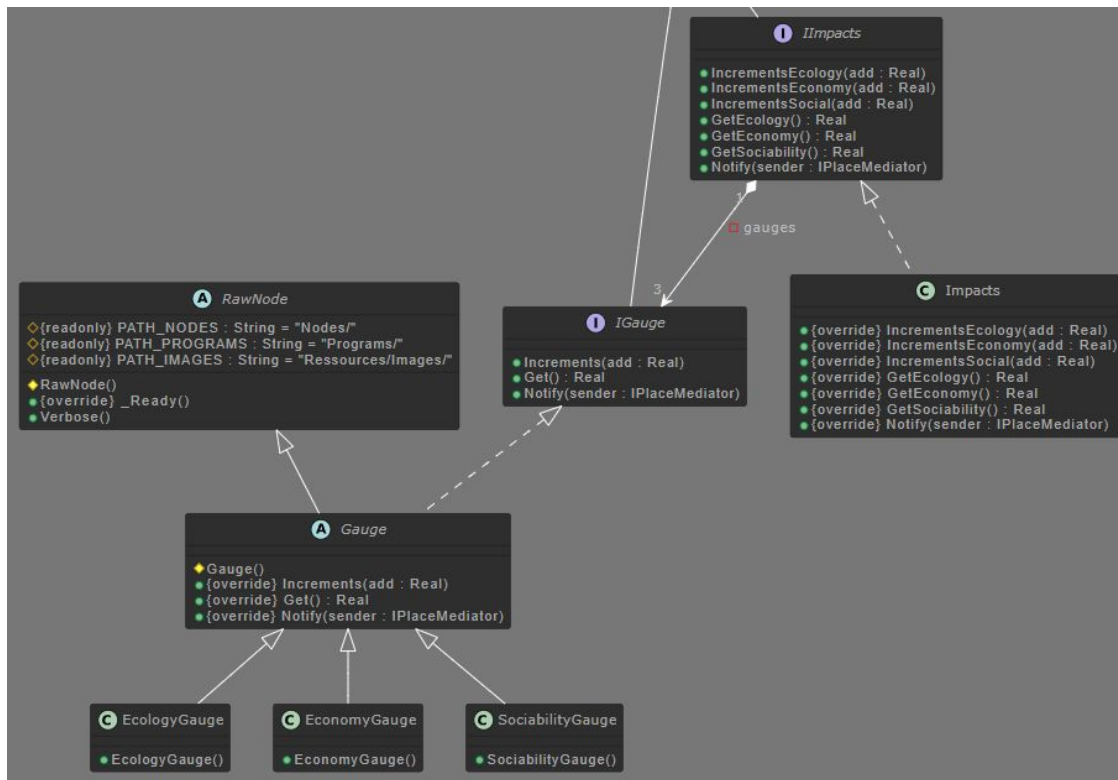 I IImpacts
IncrementsEcology(add : Real)
IncrementsEconomy(add : Real)
IncrementsSocial(add : Real)
GetEcology() : Real
GetEconomy() : Real
GetSociability() : Real
Notify(sender : IPlaceMediator)
1
gauges
3
A RawNode
{readonly} PATH_NODES : String = "Nodes/"
{readonly} PATH_PROGRAMS : String = "Programs/"
{readonly} PATH_IMAGES : String = "Ressources/Images/"
RawNode()
{override} _Ready()
Verbose()
I IGauge
Increments(add : Real)
Get() : Real
Notify(sender : IPlaceMediator)
C Impacts
{override} IncrementsEcology(add : Real)
{override} IncrementsEconomy(add : Real)
{override} IncrementsSocial(add : Real)
{override} GetEcology() : Real
{override} GetEconomy() : Real
{override} GetSociability() : Real
{override} Notify(sender : IPlaceMediator)
A Gauge
Gauge()
{override} Increments(add : Real)
{override} Get() : Real
{override} Notify(sender : IPlaceMediator)
C EcologyGauge
EcologyGauge()
C EconomyGauge
EconomyGauge()
C SociabilityGauge
SociabilityGauge()